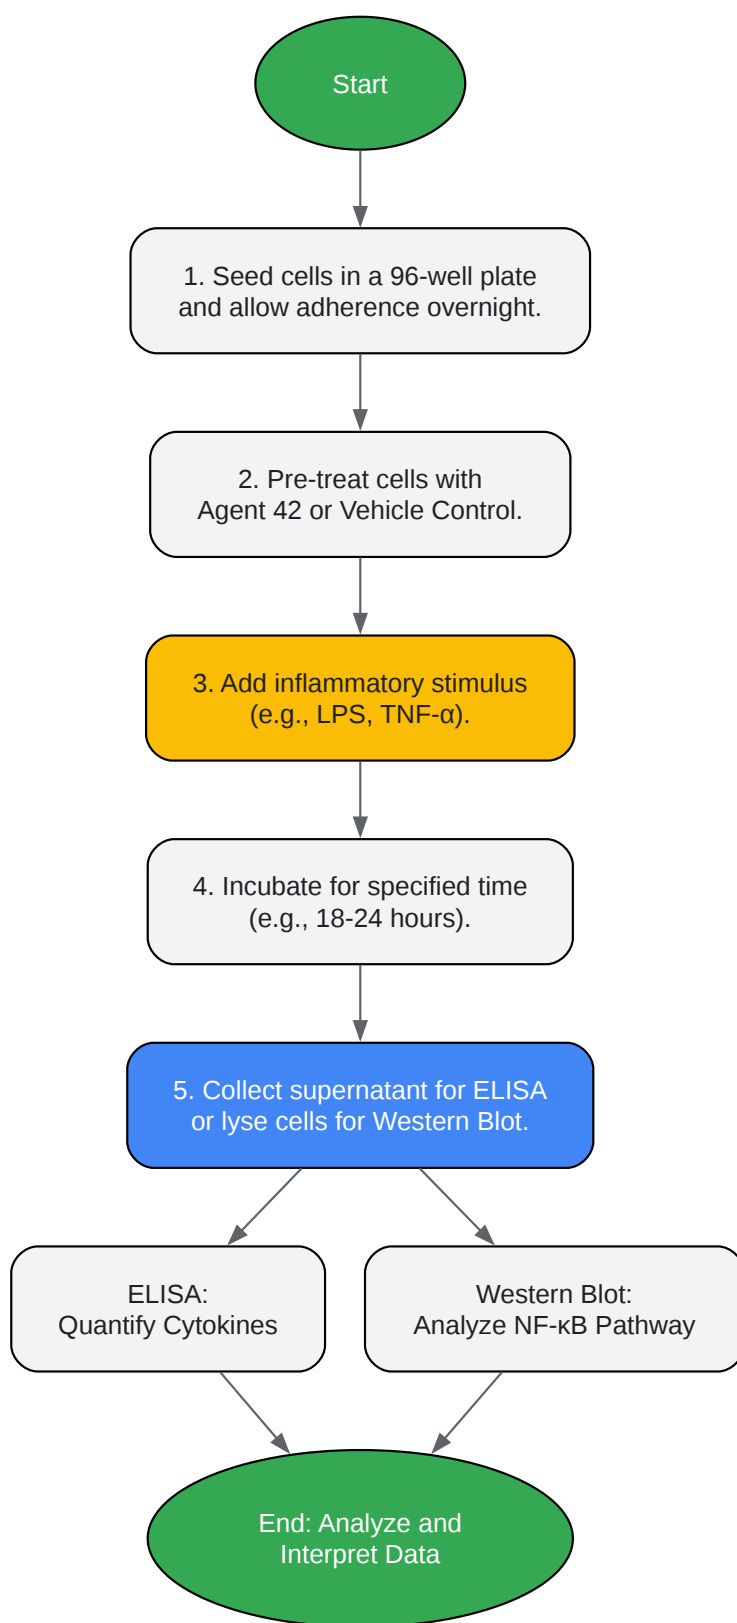 Start
1. Seed cells in a 96-well plate
and allow adherence overnight.
2. Pre-treat cells with
Agent 42 or Vehicle Control.
3. Add inflammatory stimulus
(e.g., LPS, TNF-α).
4. Incubate for specified time
(e.g., 18-24 hours).
5. Collect supernatant for ELISA
or lyse cells for Western Blot.
ELISA:
Quantify Cytokines
Western Blot:
Analyze NF-κB Pathway
End: Analyze and
Interpret Data